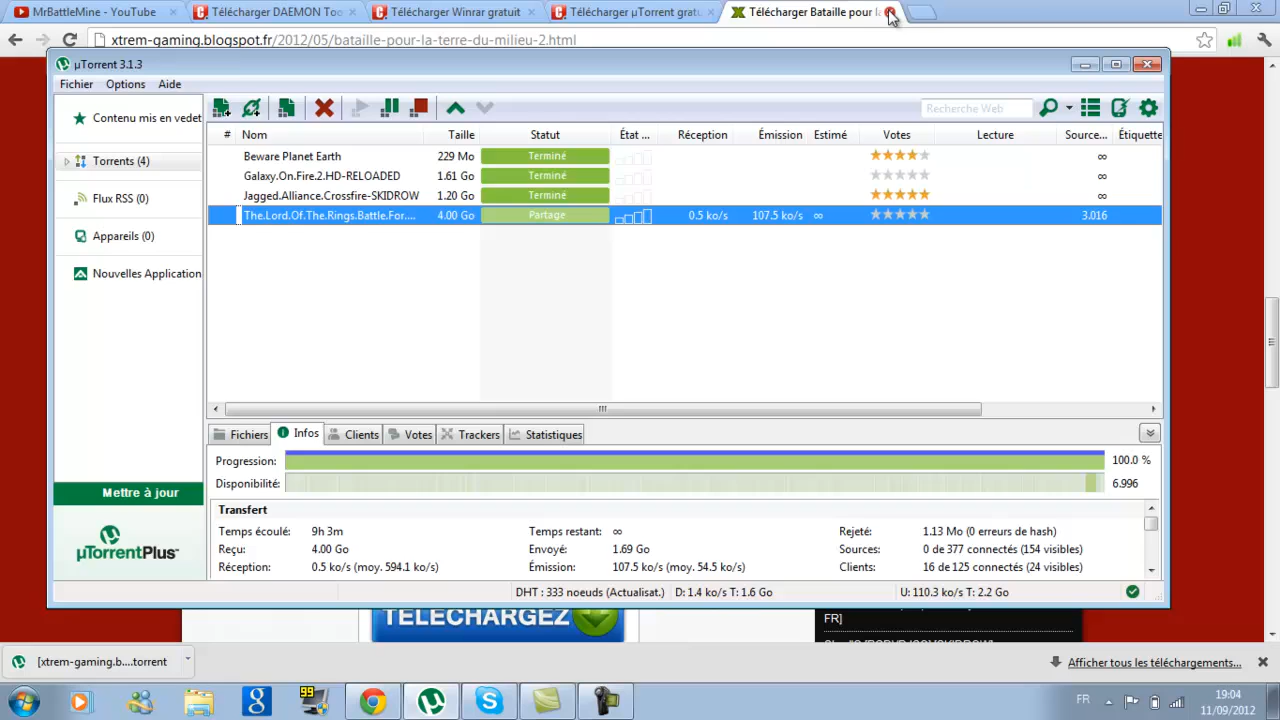 MrBattleMine - YouTube
Télécharger DAEMON Too
Télécharger Winrar gratuit
Télécharger µTorrent gratu
Télécharger Bataille pour la
xtrem-gaming.blogspot.fr/2012/05/bataille-pour-la-terre-du-milieu-2.html
µTorrent 3.1.3
Fichier Options Aide
Contenu mis en vedet
Torrents (4)
Flux RSS (0)
Appareils (0)
Nouvelles Application
Mettre à jour
µTorrentPlus
Recherche Web
# Nom Taille Statut État ... Réception Émission Estimé Votes Lecture Source... Étiquette
Beware Planet Earth 229 Mo Terminé ∞
Galaxy.On.Fire.2.HD-RELOADED 1.61 Go Terminé ∞
Jagged.Alliance.Crossfire-SKIDROW 1.20 Go Terminé ∞
The.Lord.Of.The.Rings.Battle.For.... 4.00 Go Partage 0.5 ko/s 107.5 ko/s ∞ 3.016
Fichiers Infos Clients Votes Trackers Statistiques
Progression: 100.0 %
Disponibilité: 6.996
Transfert
Temps écoulé: 9h 3m Temps restant: ∞ Rejeté: 1.13 Mo (0 erreurs de hash)
Reçu: 4.00 Go Envoyé: 1.69 Go Sources: 0 de 377 connectés (154 visibles)
Réception: 0.5 ko/s (moy. 594.1 ko/s) Émission: 107.5 ko/s (moy. 54.5 ko/s) Clients: 16 de 125 connectés (24 visibles)
DHT : 333 noeuds (Actualisat.) D: 1.4 ko/s T: 1.6 Go U: 110.3 ko/s T: 2.2 Go
TELECHARGEZ
FR]
[xtrem-gaming.b....torrent
Afficher tous les téléchargements...
99
FR
19:04
11/09/2012